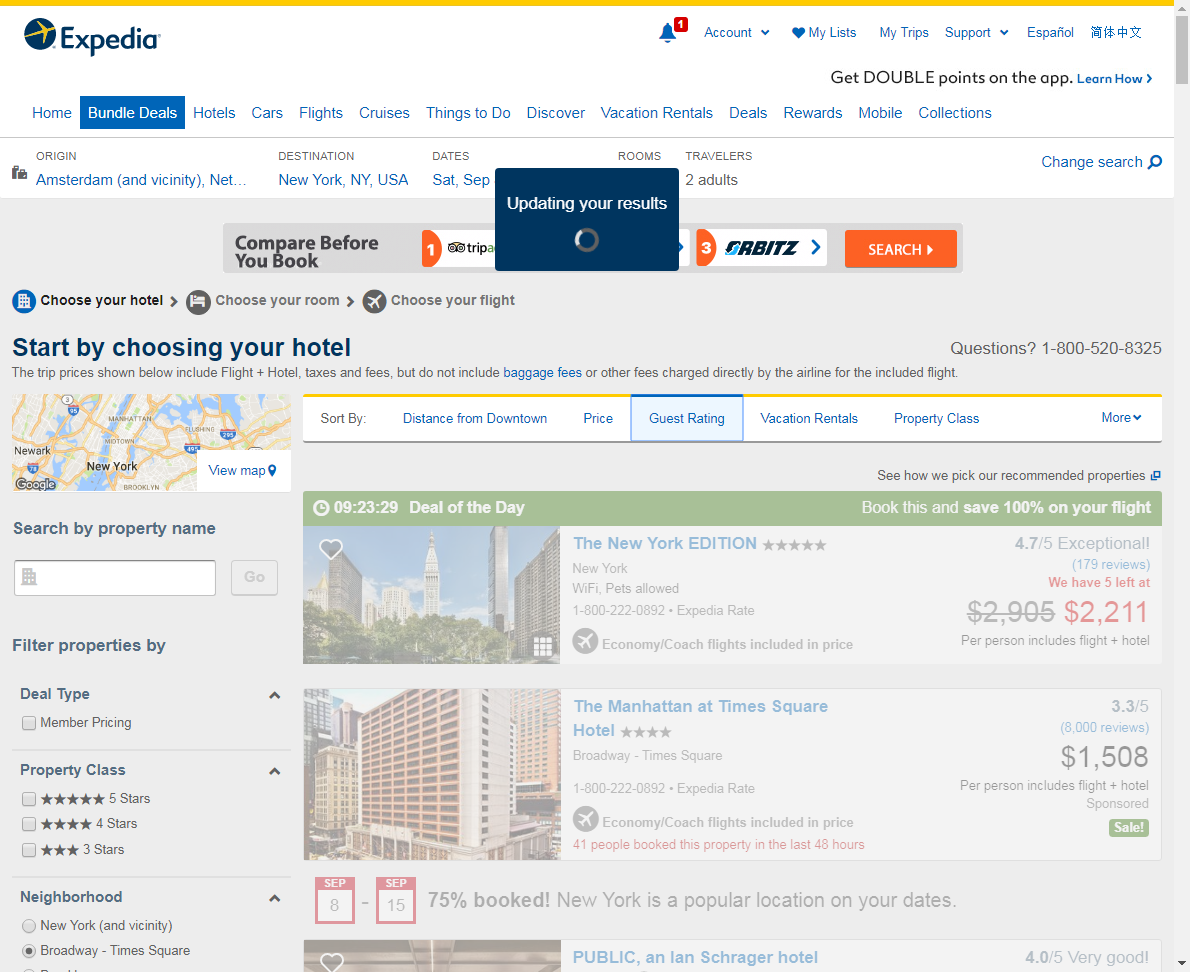 Expedia
1
Account
My Lists
My Trips
Support
Español
简体中文
Get DOUBLE points on the app. Learn How
Home
Bundle Deals
Hotels
Cars
Flights
Cruises
Things to Do
Discover
Vacation Rentals
Deals
Rewards
Mobile
Collections
ORIGIN
Amsterdam (and vicinity), Net...
DESTINATION
New York, NY, USA
DATES
Sat, Sep
ROOMS
TRAVELERS
2 adults
Change search
Updating your results
Compare Before
You Book
1
3
ORBITZ
SEARCH
Choose your hotel
Choose your room
Choose your flight
Start by choosing your hotel
Questions? 1-800-520-8325
The trip prices shown below include Flight + Hotel, taxes and fees, but do not include baggage fees or other fees charged directly by the airline for the included flight.
3
95
MANHATTAN
FLUSHING
MIDTOWN
295
495
Newark
78
New York
BROOKLYN
Google
View map
Sort By:
Distance from Downtown
Price
Guest Rating
Vacation Rentals
Property Class
More
See how we pick our recommended properties
Search by property name
Go
Filter properties by
Deal Type
Member Pricing
Property Class
5 Stars
4 Stars
3 Stars
Neighborhood
New York (and vicinity)
Broadway - Times Square
09:23:29 Deal of the Day
Book this and save 100% on your flight
The New York EDITION
4.7/5 Exceptional!
New York
(179 reviews)
WiFi, Pets allowed
We have 5 left at
1-800-222-0892 • Expedia Rate
$2,905 $2,211
Economy/Coach flights included in price
Per person includes flight + hotel
The Manhattan at Times Square
Hotel
3.3/5
(8,000 reviews)
Broadway - Times Square
$1,508
1-800-222-0892 • Expedia Rate
Per person includes flight + hotel
Sponsored
Economy/Coach flights included in price
Sale!
41 people booked this property in the last 48 hours
SEP
8
-
SEP
15
75% booked! New York is a popular location on your dates.
PUBLIC, an Ian Schrager hotel
4.0/5 Very good!